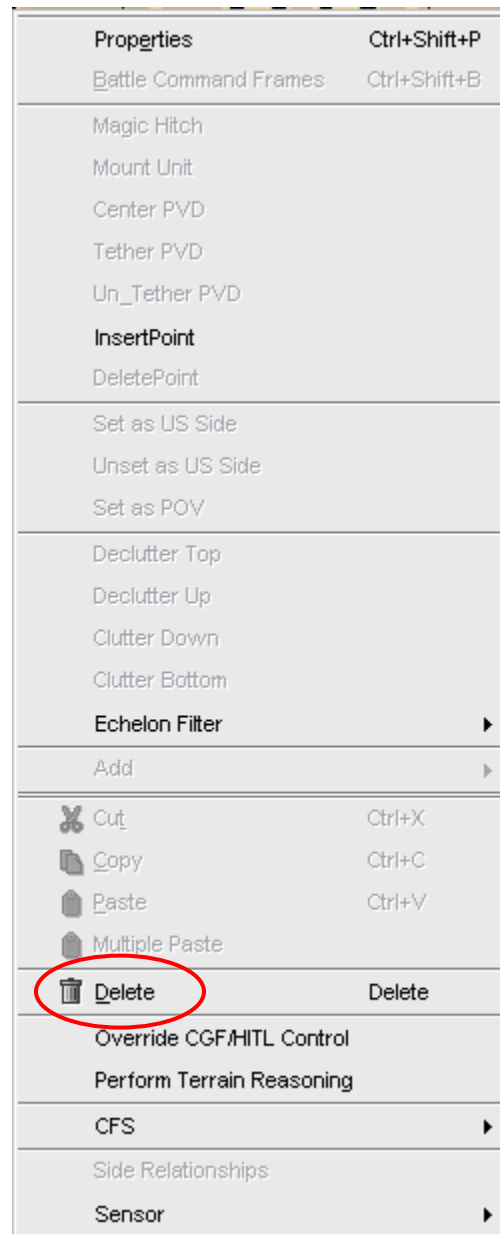 Properties Ctrl+Shift+P
Battle Command Frames Ctrl+Shift+B
Magic Hitch
Mount Unit
Center PVD
Tether PVD
Un_Tether PVD
InsertPoint
DeletePoint
Set as US Side
Unset as US Side
Set as POV
Declutter Top
Declutter Up
Clutter Down
Clutter Bottom
Echelon Filter
Add
Cut Ctrl+X
Copy Ctrl+C
Paste Ctrl+V
Multiple Paste
Delete Delete
Override CGF/HITL Control
Perform Terrain Reasoning
CFS
Side Relationships
Sensor